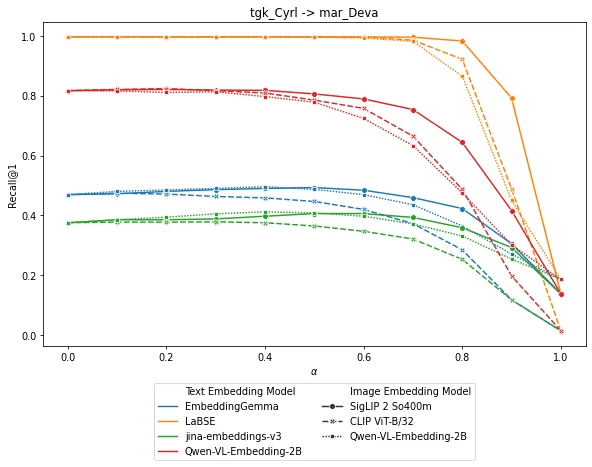 tgk_Cyrl -> mar_Deva
Recall@1
1.0
0.8
0.6
0.4
0.2
0.0
0.0 0.2 0.4 0.6 0.8 1.0
α
Text Embedding Model
EmbeddingGemma
LaBSE
jina-embeddings-v3
Qwen-VL-Embedding-2B
Image Embedding Model
SigLIP 2 So400m
CLIP ViT-B/32
Qwen-VL-Embedding-2B